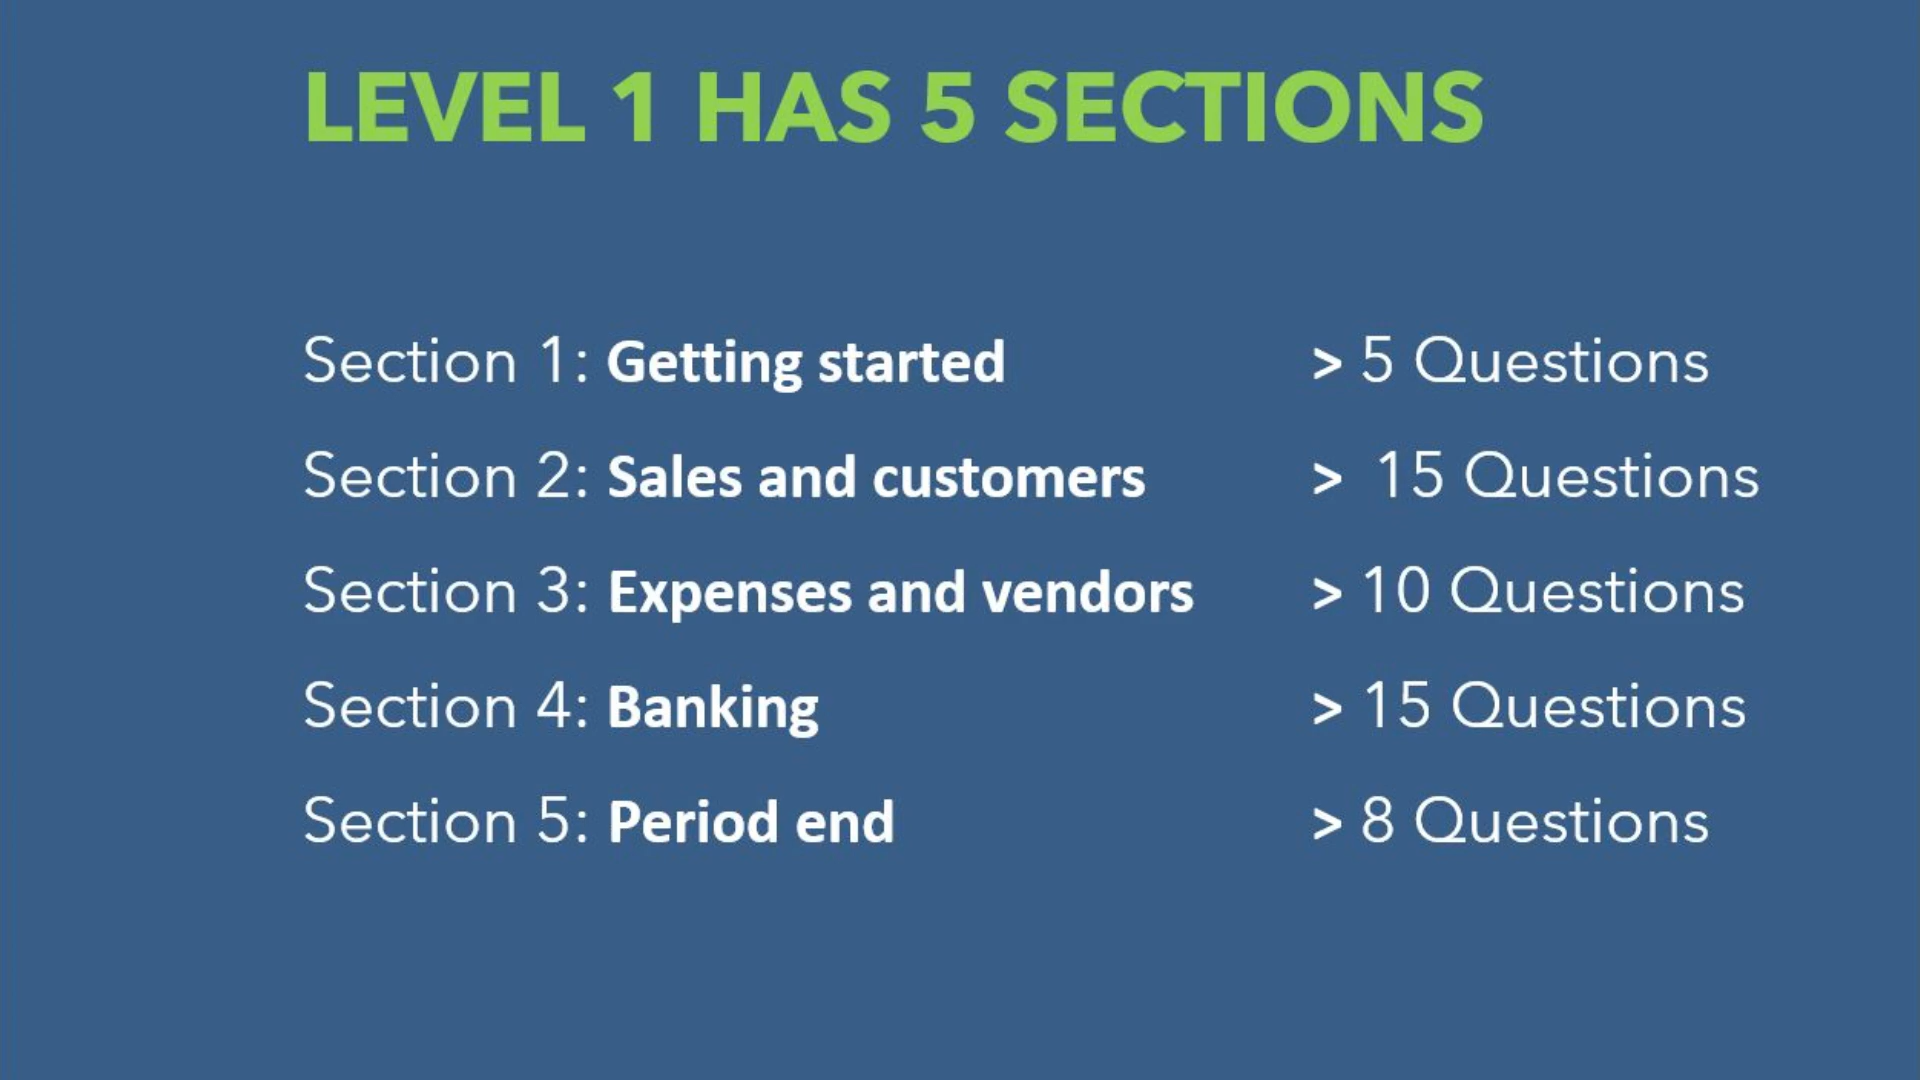 LEVEL 1 HAS 5 SECTIONS
Section 1: Getting started > 5 Questions
Section 2: Sales and customers > 15 Questions
Section 3: Expenses and vendors > 10 Questions
Section 4: Banking > 15 Questions
Section 5: Period end > 8 Questions